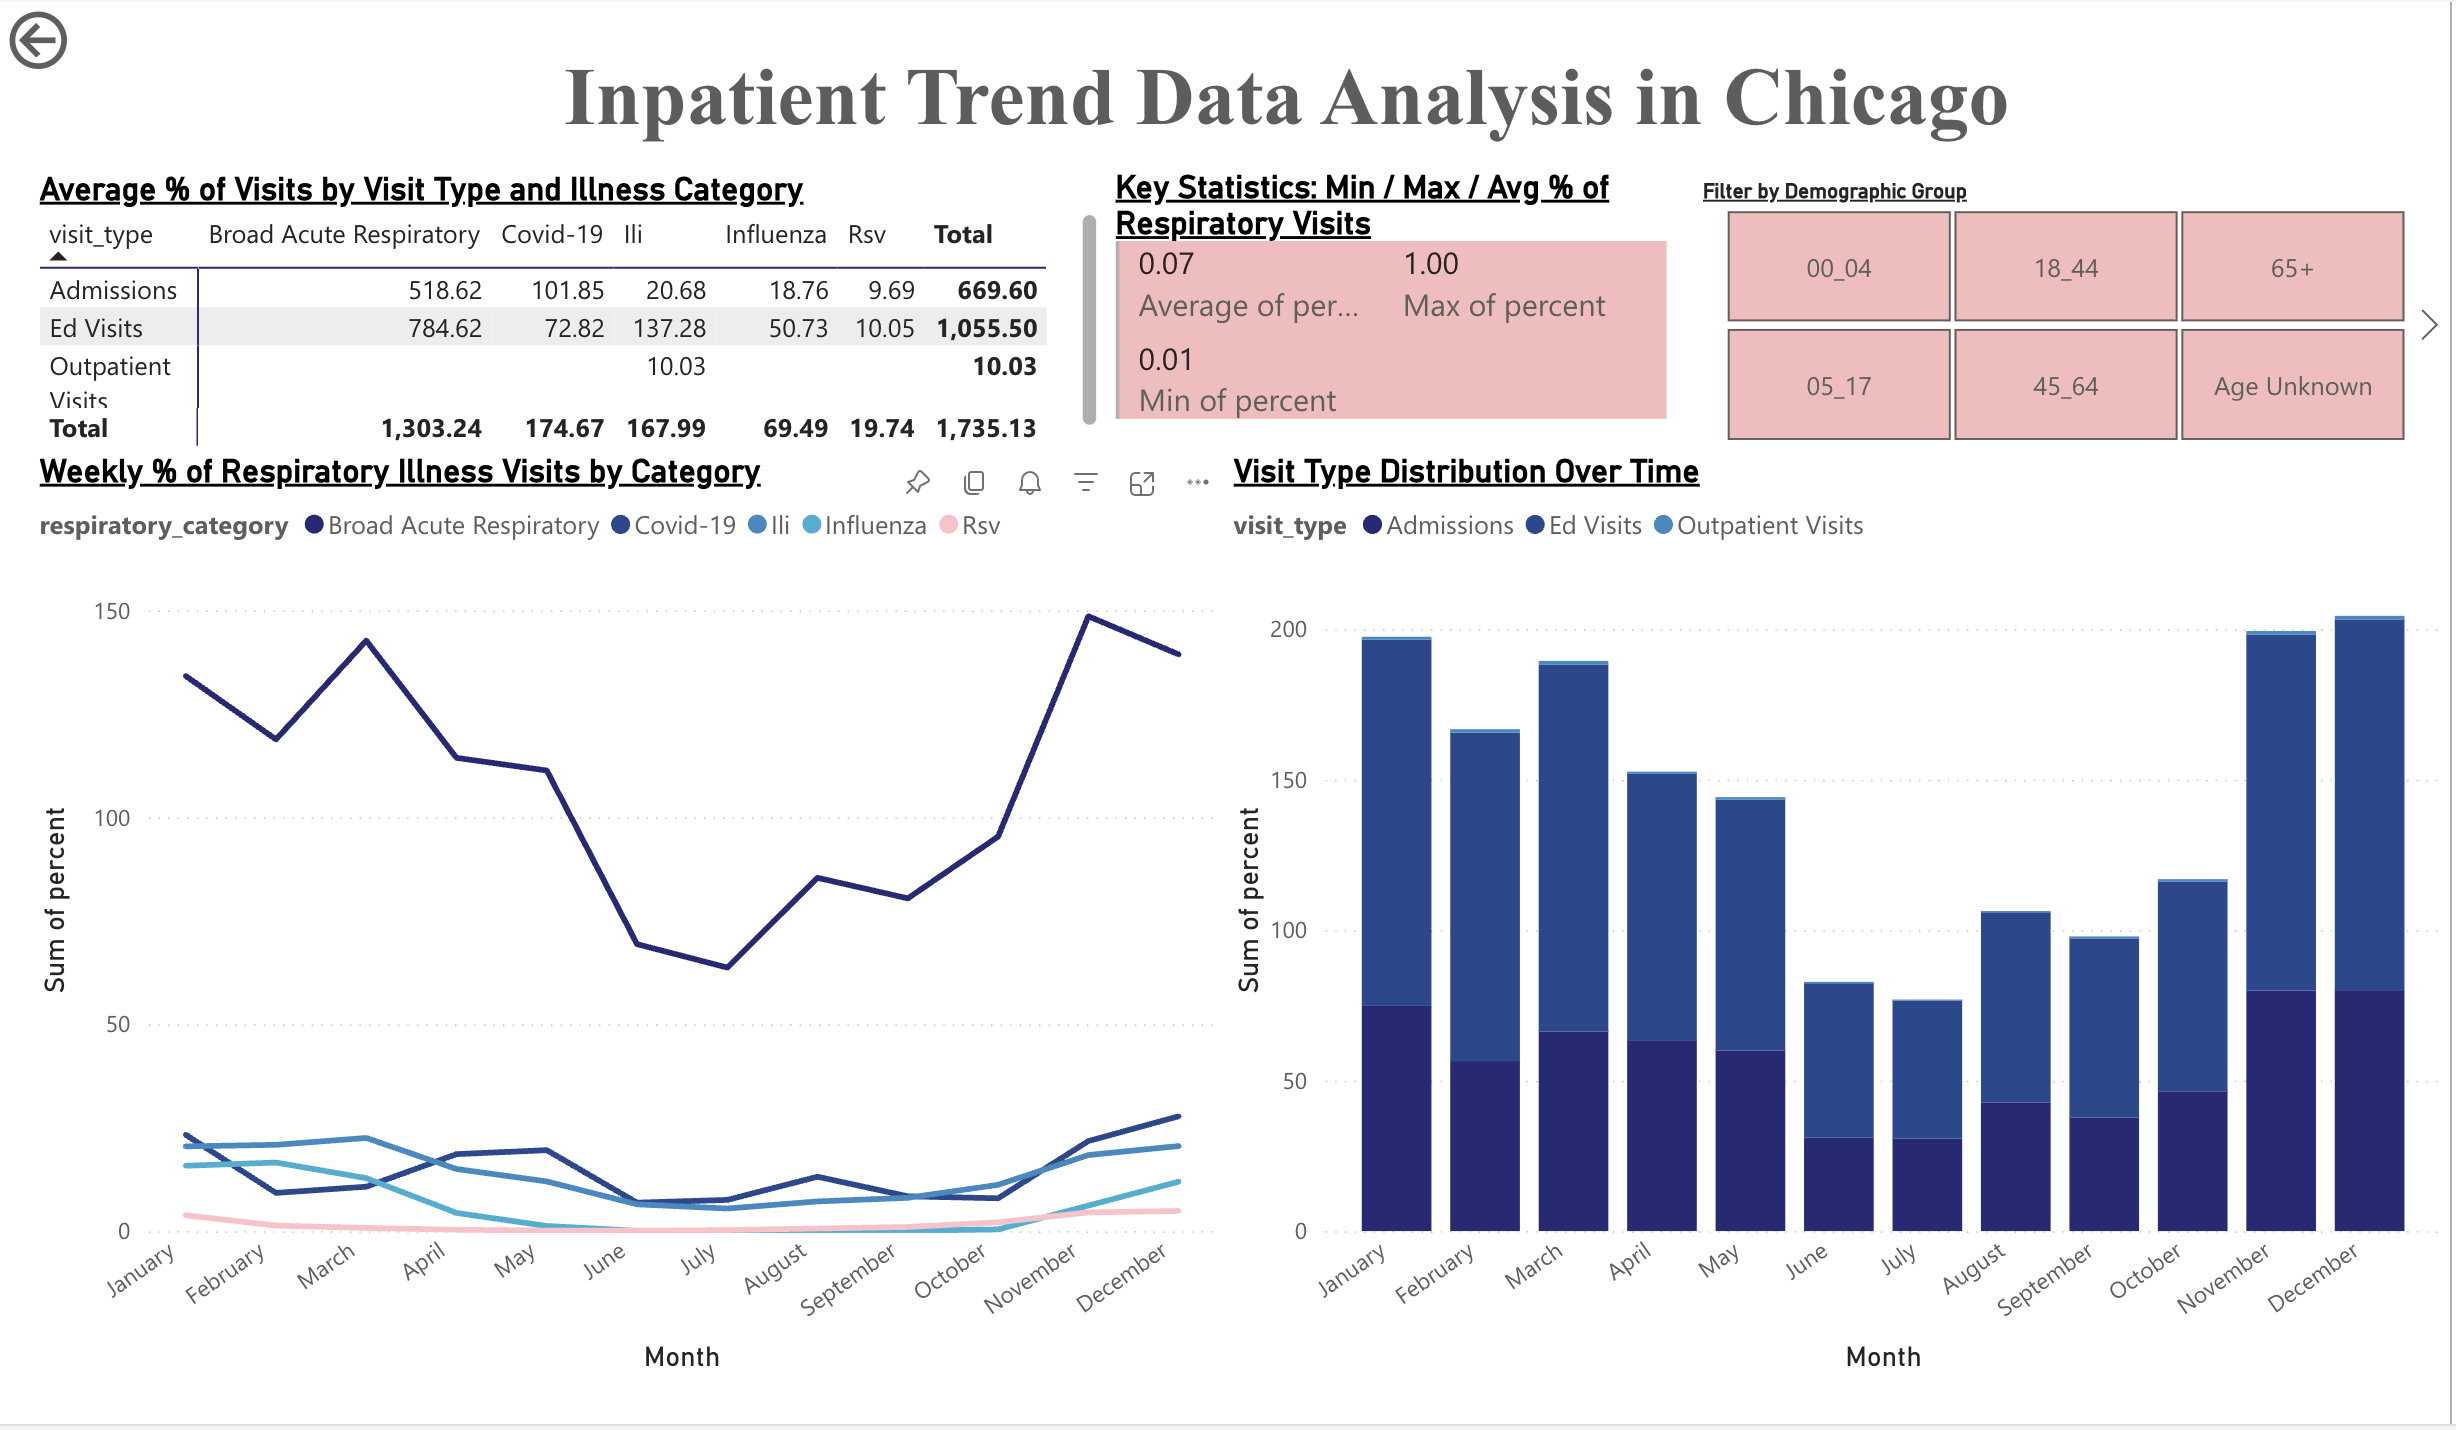 Inpatient Trend Data Analysis in Chicago
Average % of Visits by Visit Type and Illness Category
visit_type Broad Acute Respiratory Covid-19 Ili Influenza Rsv Total
Admissions 518.62 101.85 20.68 18.76 9.69 669.60
Ed Visits 784.62 72.82 137.28 50.73 10.05 1,055.50
Outpatient 10.03 10.03
Visits
Total 1,303.24 174.67 167.99 69.49 19.74 1,735.13
Key Statistics: Min / Max / Avg % of
Respiratory Visits
0.07 1.00
Average of per... Max of percent
0.01
Min of percent
Filter by Demographic Group
00_04 18_44 65+
05_17 45_64 Age Unknown
Weekly % of Respiratory Illness Visits by Category
respiratory_category Broad Acute Respiratory Covid-19 Ili Influenza Rsv
150
100
50
0
Sum of percent
January February March April May June July August September October November December
Month
Visit Type Distribution Over Time
visit_type Admissions Ed Visits Outpatient Visits
200
150
100
50
0
Sum of percent
January February March April May June July August September October November December
Month